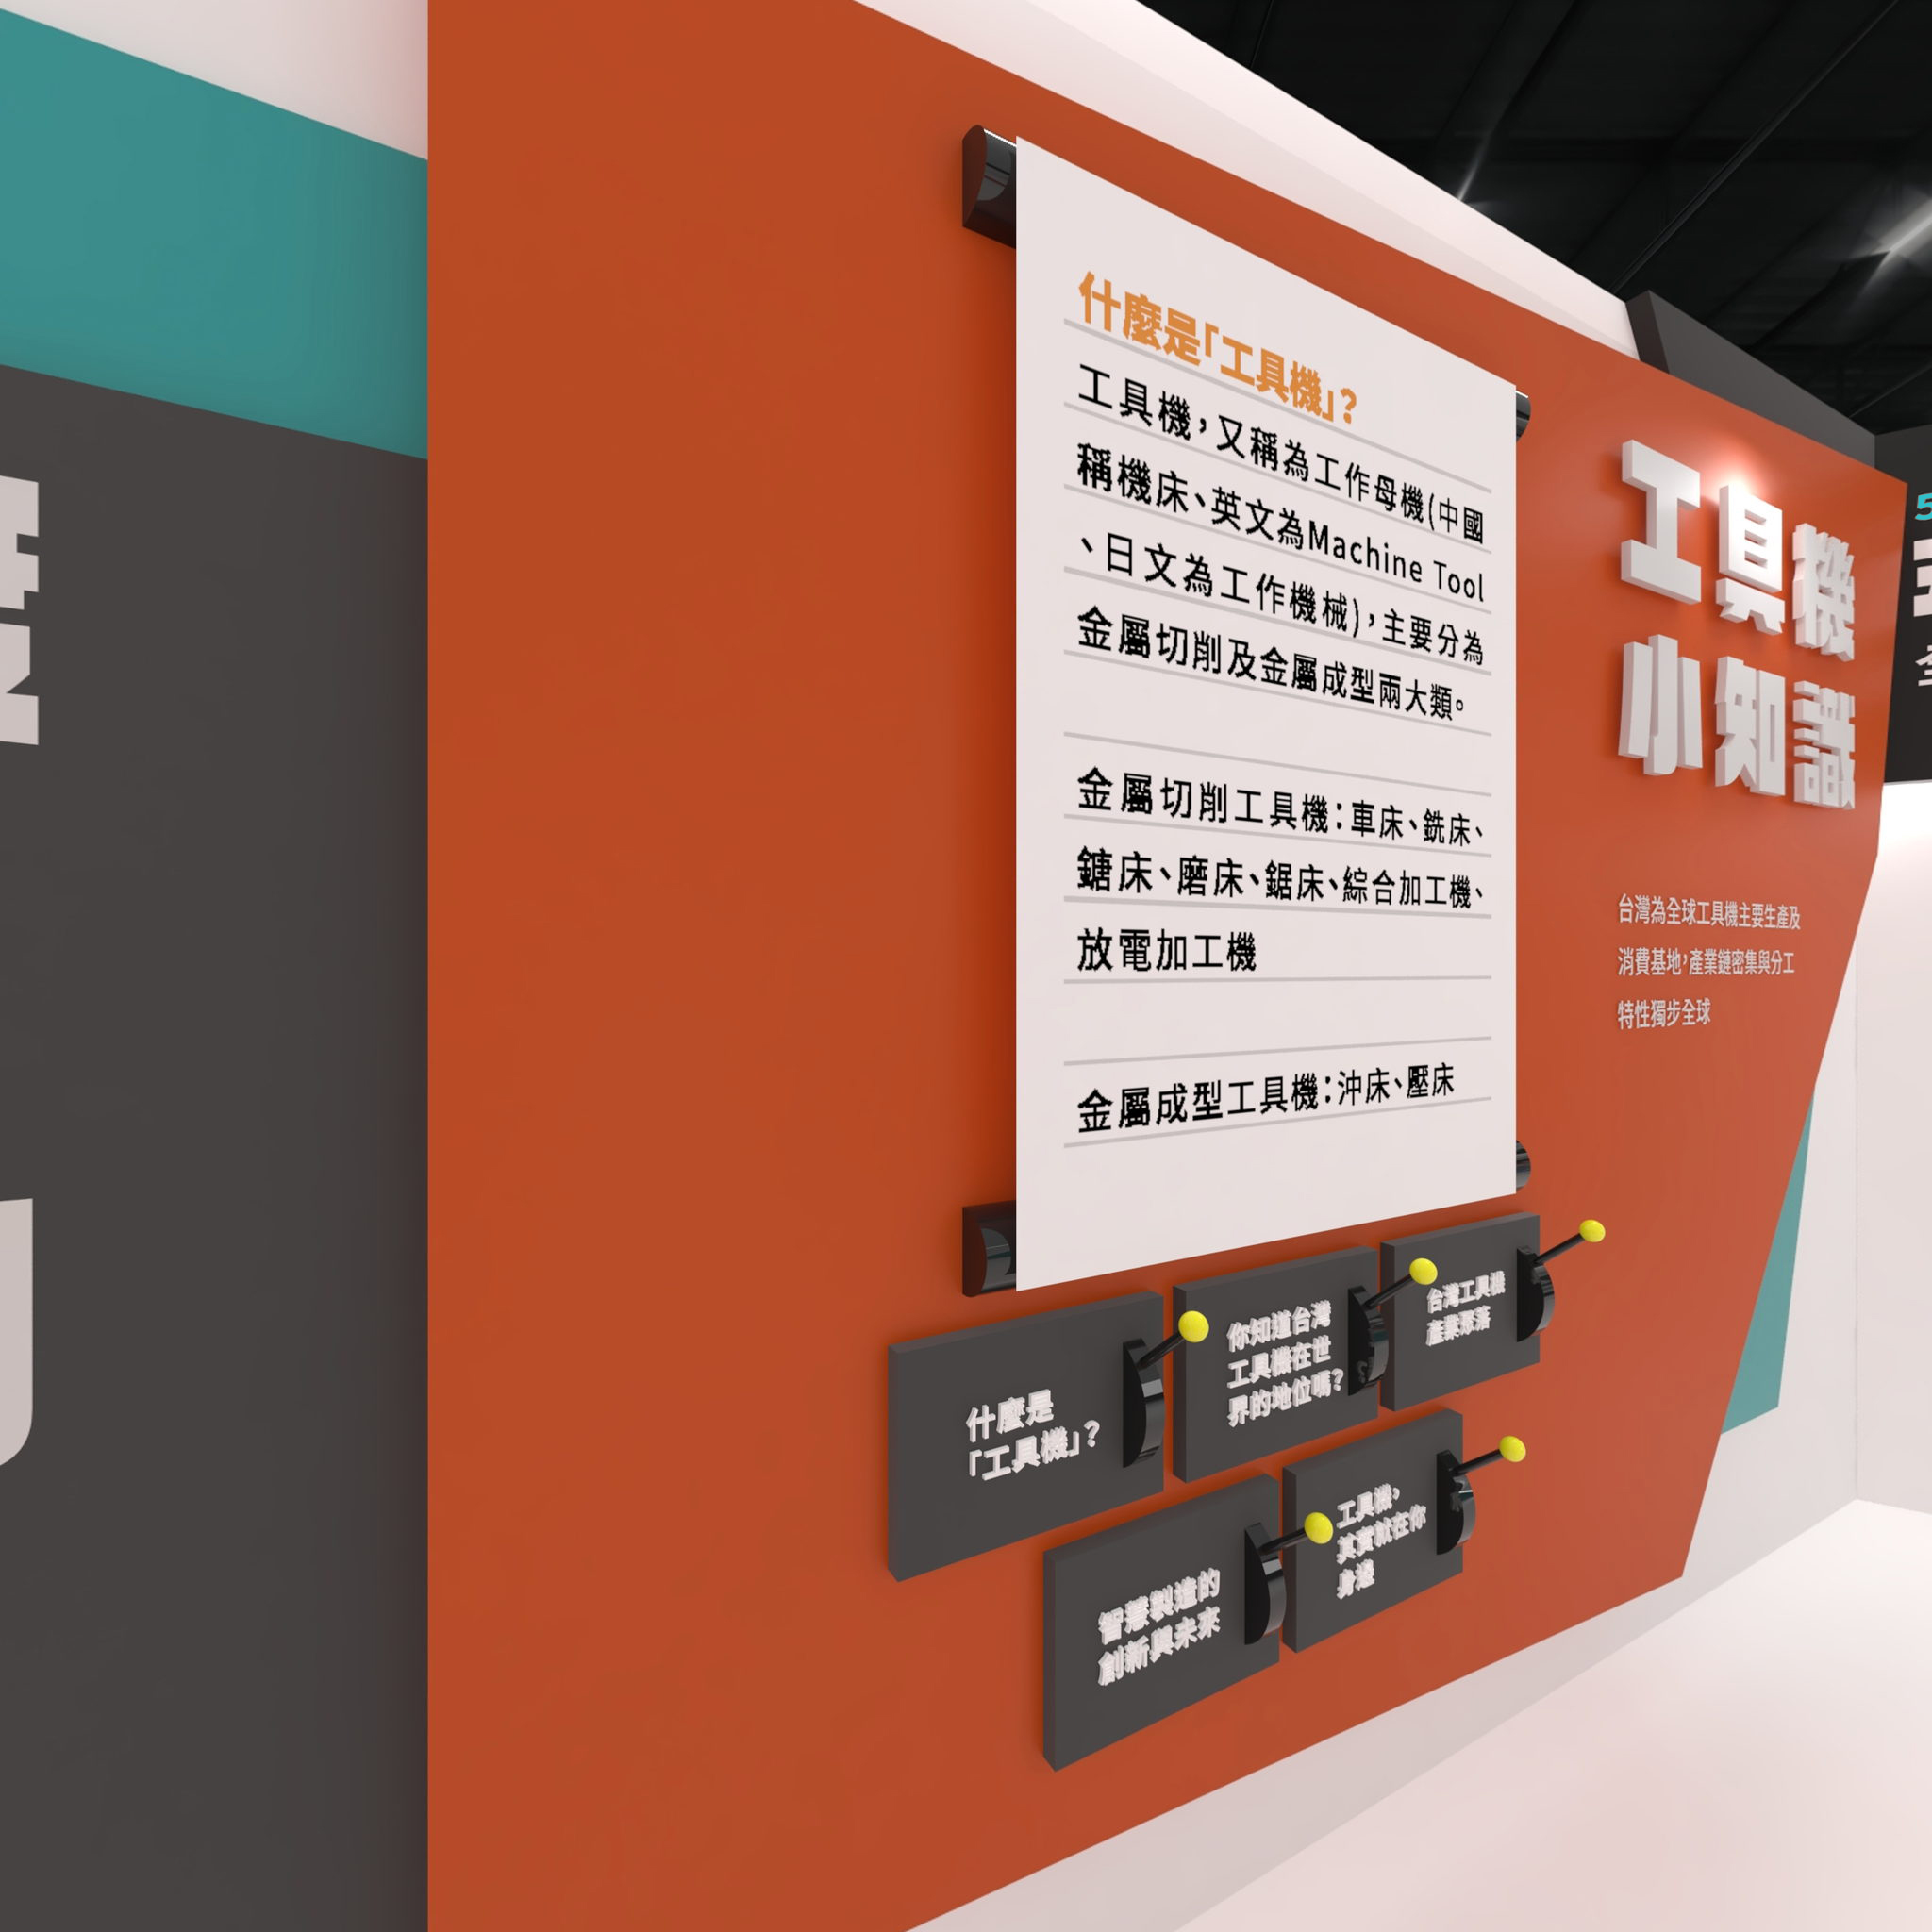 什麼是「工具機」?
工具機,又稱為工作母機(中國
稱機床、英文為Machine Tool
、日文為工作機械),主要分為
金屬切削及金屬成型兩大類。
金屬切削工具機:車床、銑床、
鏜床、磨床、鋸床、綜合加工機、
放電加工機
金屬成型工具機:沖床、壓床
工具機
小知識
台灣為全球工具機主要生產及
消費基地,產業鏈密集與分工
特性獨步全球
什麼是
「工具機」?
你知道台灣
工具機在世
界的地位嗎?
台灣工具機
產業聚落
智慧製造的
創新與未來
工具機,
其實就在你
身邊